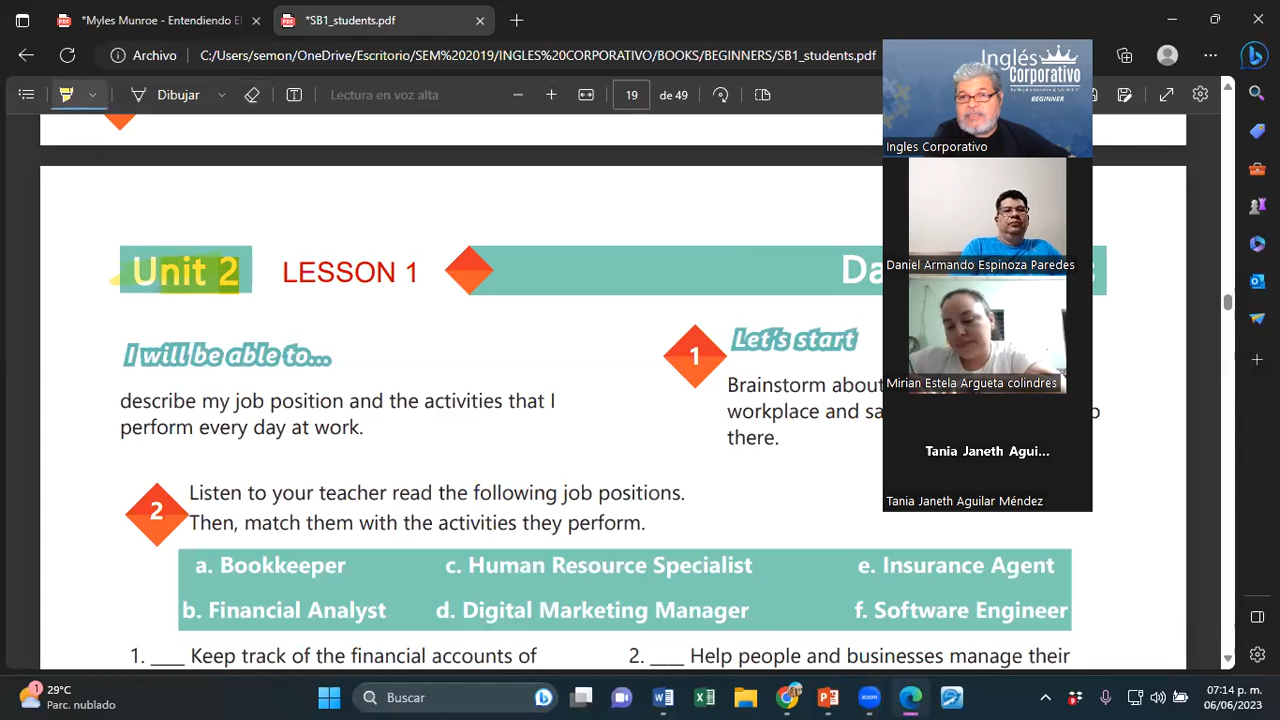 *Myles Munroe - Entendiendo El
*SB1_students.pdf
Archivo
C:/Users/semon/OneDrive/Escritorio/SEM%202019/INGLES%20CORPORATIVO/BOOKS/BEGINNERS/SB1_students.pdf
Dibujar
Lectura en voz alta
19
de 49
Inglés
Corporativo
BEGINNER
Ingles Corporativo
Daniel Armando Espinoza Paredes
Mirian Estela Argueta colindres
Tania Janeth Agui...
Tania Janeth Aguilar Méndez
Unit 2
LESSON 1
Da
I will be able to...
describe my job position and the activities that I
perform every day at work.
1
Let's start
Brainstorm about
workplace and sa
there.
2
Listen to your teacher read the following job positions.
Then, match them with the activities they perform.
a. Bookkeeper
c. Human Resource Specialist
e. Insurance Agent
b. Financial Analyst
d. Digital Marketing Manager
f. Software Engineer
1. ____ Keep track of the financial accounts of
2. ____ Help people and businesses manage their
1
29°C
Parc. nublado
Buscar
07:14 p. m.
06/06/2023